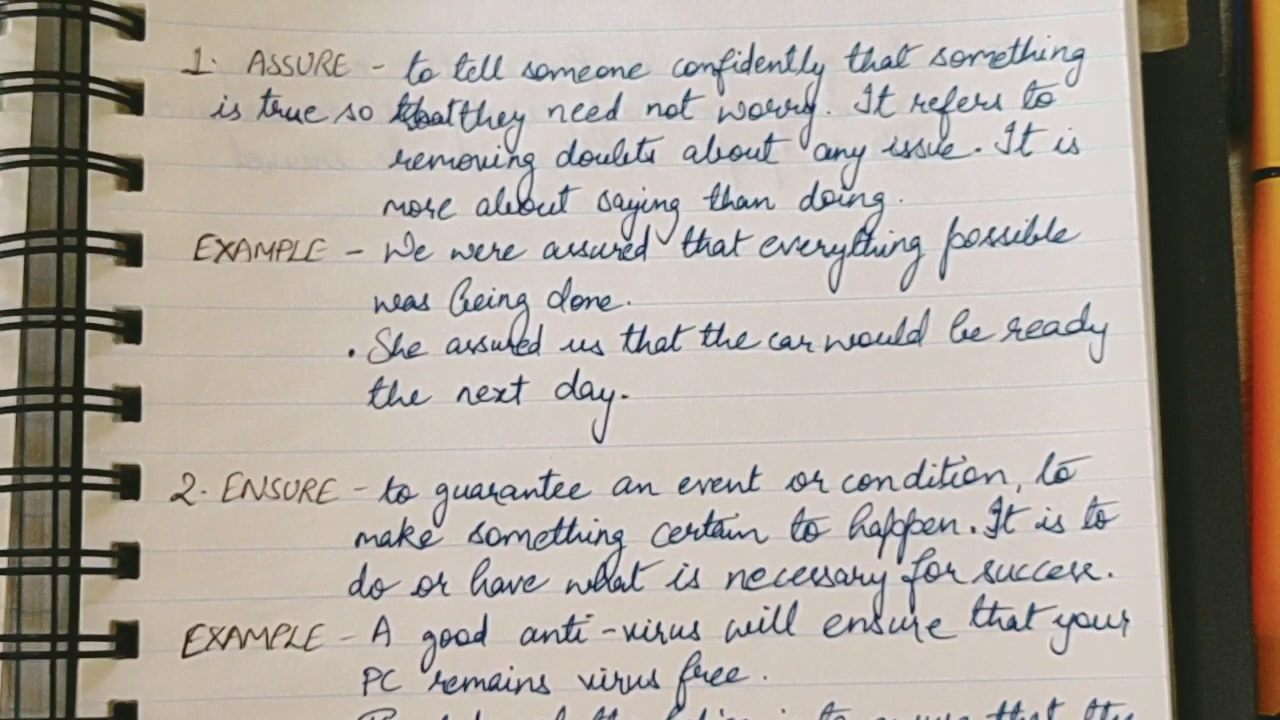 1. ASSURE - to tell someone confidently that something
is true so that they need not worry. It refers to
removing doubts about any issue. It is
more about saying than doing.
EXAMPLE - We were assured that everything possible
was being done.
. She assured us that the car would be ready
the next day.
2. ENSURE - to guarantee an event or condition, to
make something certain to happen. It is to
do or have what is necessary for success.
EXAMPLE - A good anti-virus will ensure that your
PC remains virus free.